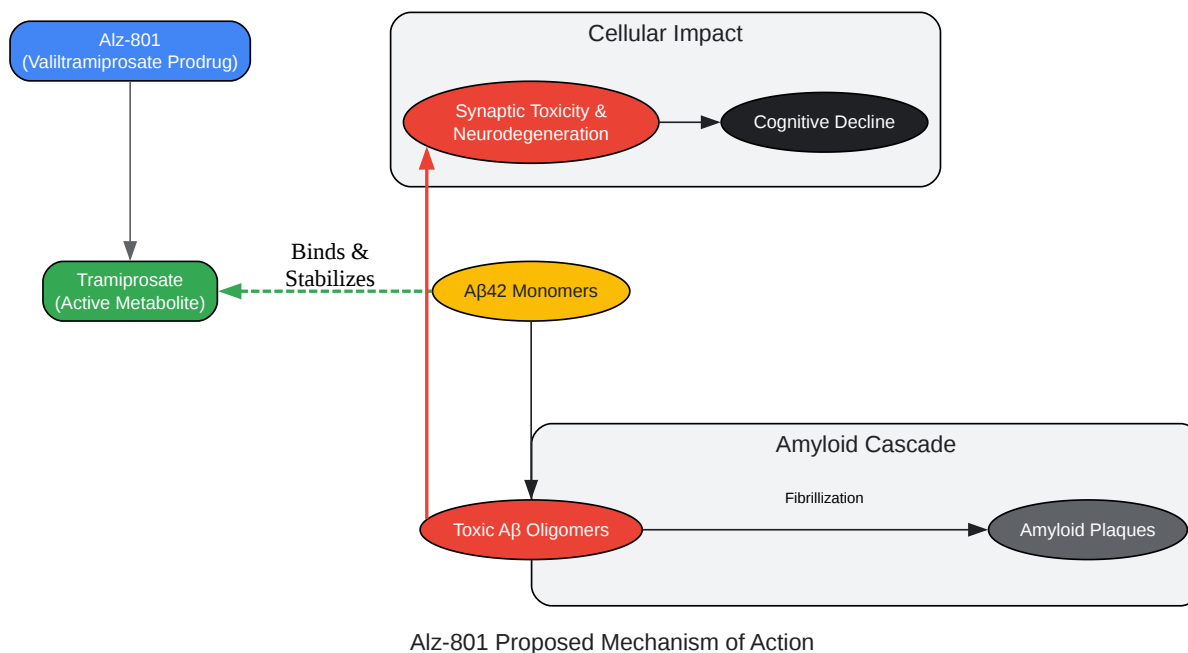 Alz-801
(Valiltramiprosate Prodrug)
Cellular Impact
Synaptic Toxicity &
Neurodegeneration
Cognitive Decline
Binds &
Stabilizes
Tramiprosate
(Active Metabolite)
Aβ42 Monomers
Amyloid Cascade
Fibrillization
Toxic Aβ Oligomers
Amyloid Plaques
Alz-801 Proposed Mechanism of Action